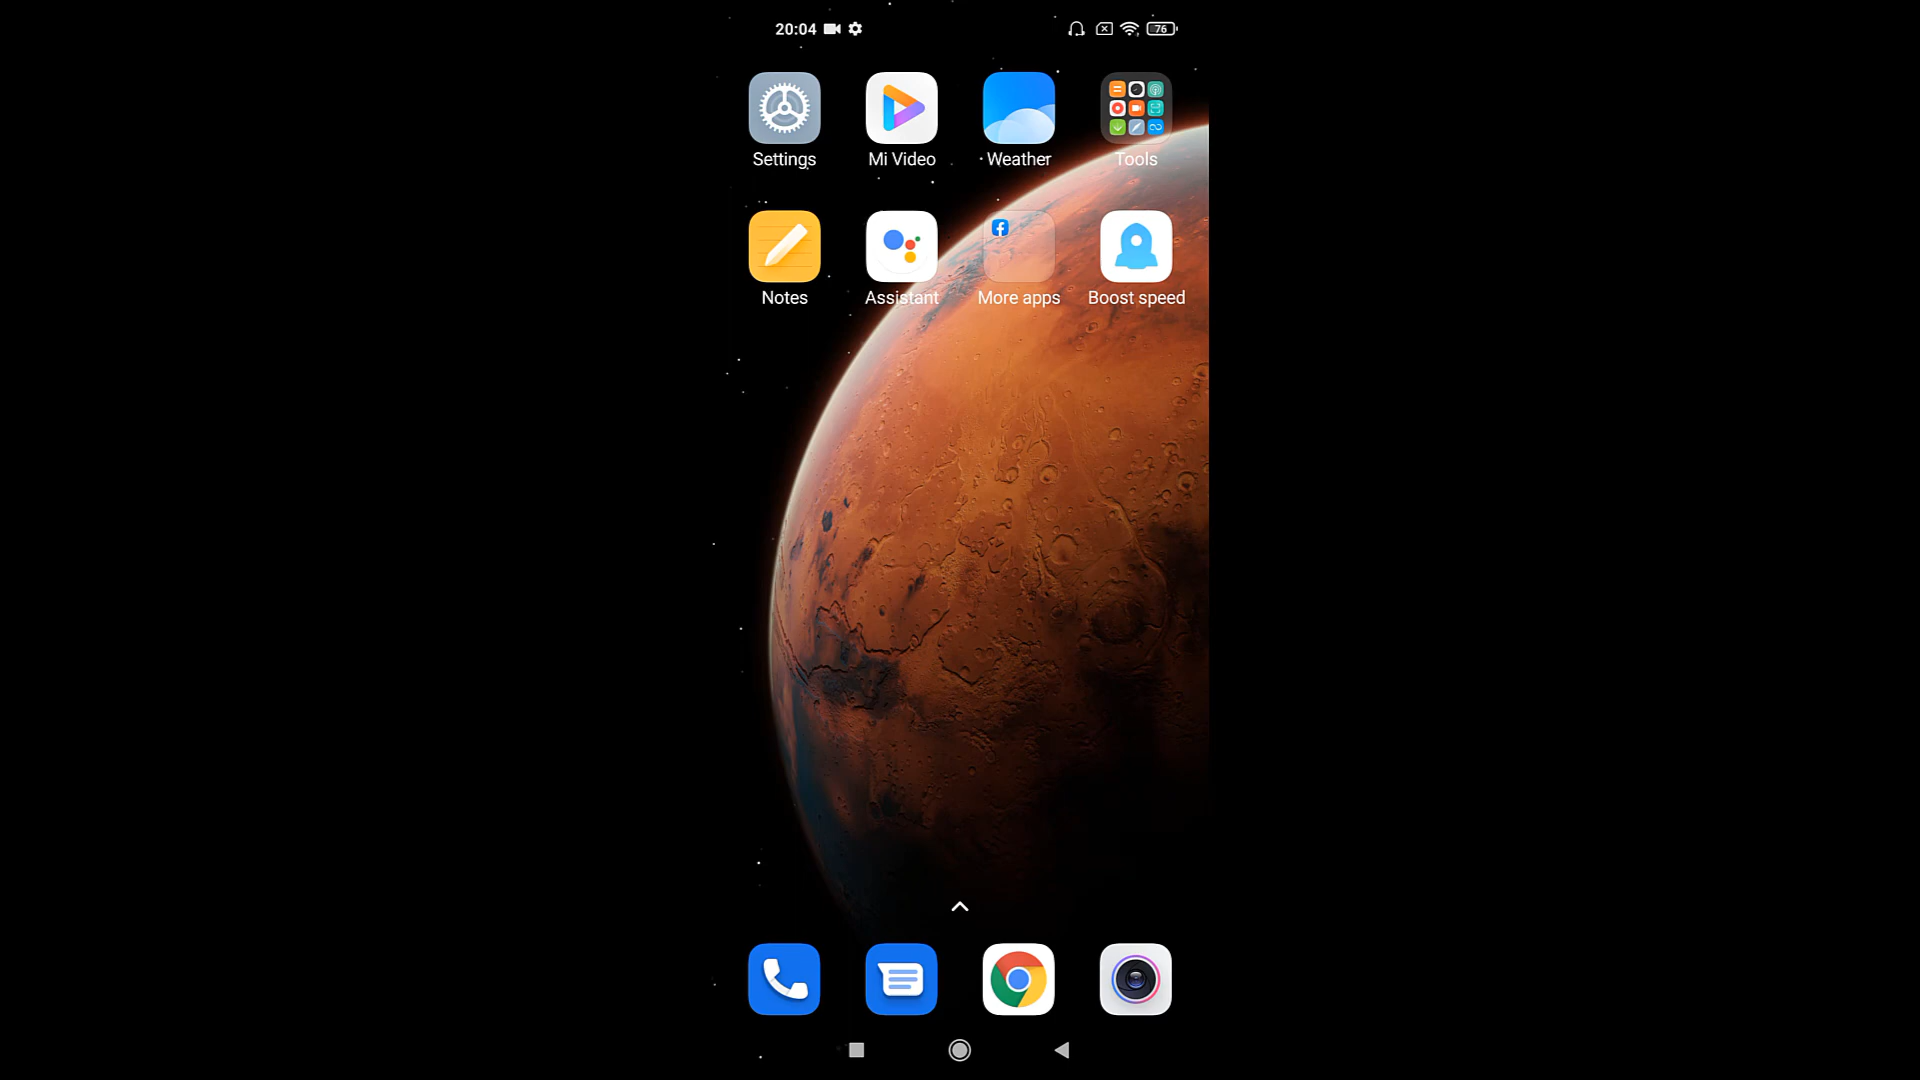 20:04
76
Settings
Mi Video
Weather
Tools
Notes
Assistant
More apps
Boost speed